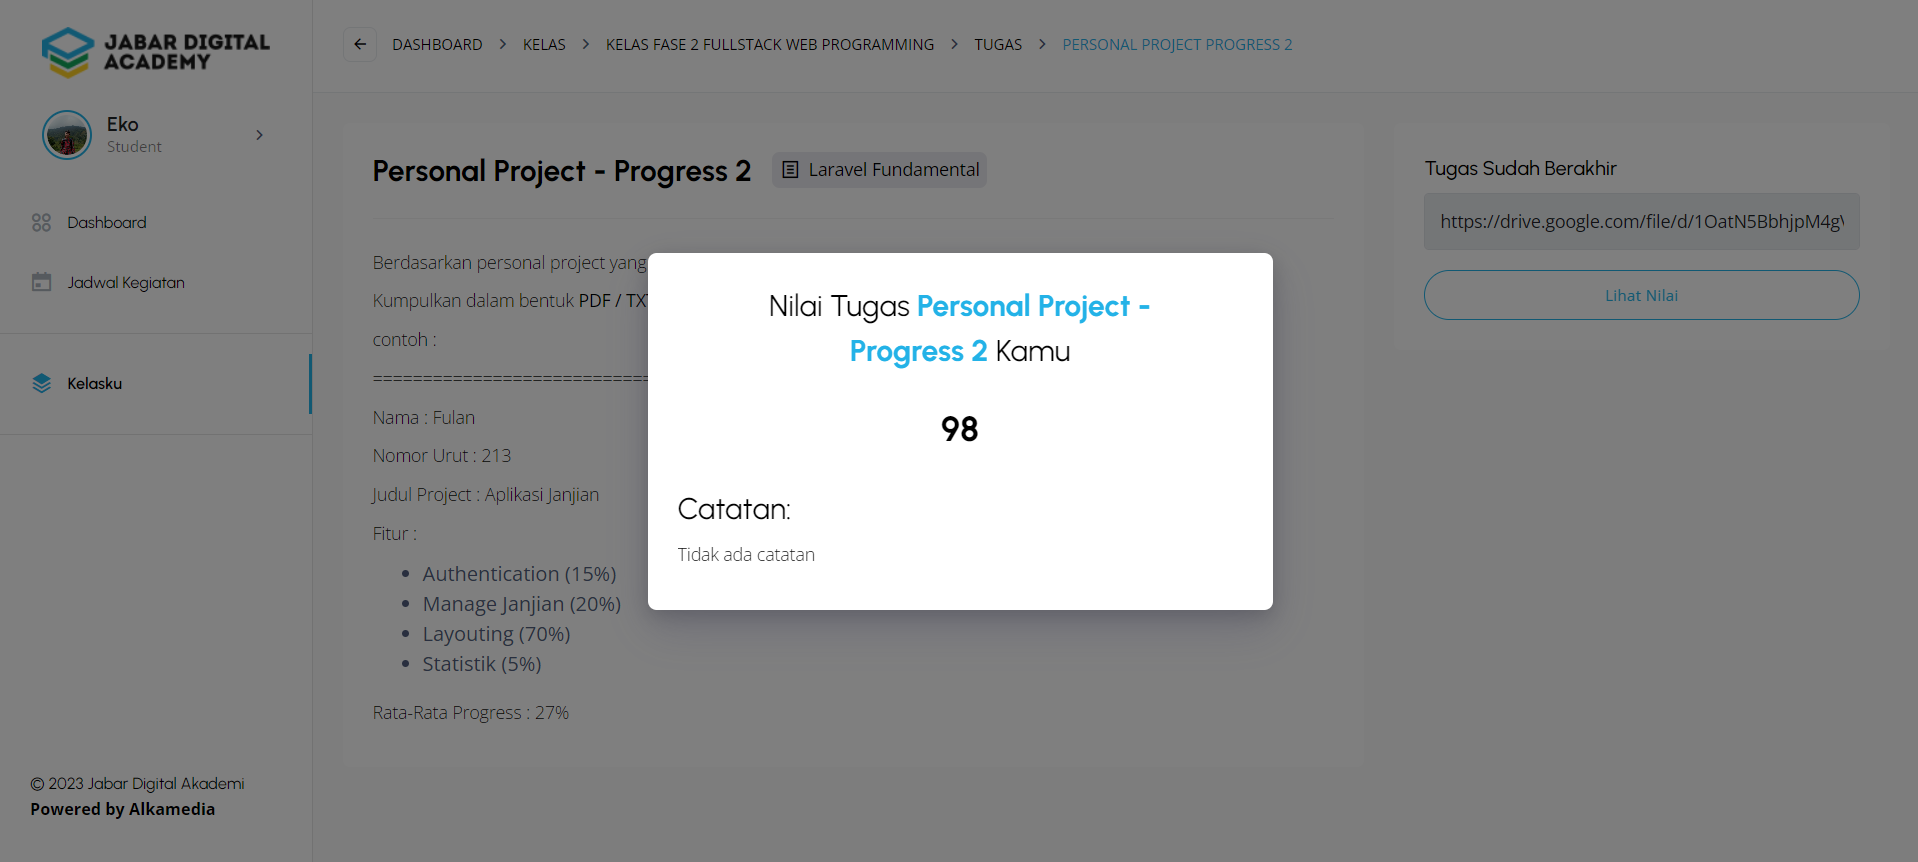 JABAR DIGITAL
ACADEMY
Eko
Student
Dashboard
Jadwal Kegiatan
Kelasku
© 2023 Jabar Digital Akademi
Powered by Alkamedia
DASHBOARD > KELAS > KELAS FASE 2 FULLSTACK WEB PROGRAMMING > TUGAS > PERSONAL PROJECT PROGRESS 2
Personal Project - Progress 2 Laravel Fundamental
Berdasarkan personal project yang
Kumpulkan dalam bentuk PDF / TXT
contoh :
============================
Nama : Fulan
Nomor Urut : 213
Judul Project : Aplikasi Janjian
Fitur :
• Authentication (15%)
• Manage Janjian (20%)
• Layouting (70%)
• Statistik (5%)
Rata-Rata Progress : 27%
Nilai Tugas Personal Project -
Progress 2 Kamu
98
Catatan:
Tidak ada catatan
Tugas Sudah Berakhir
https://drive.google.com/file/d/1OatN5BbhjpM4g
Lihat Nilai